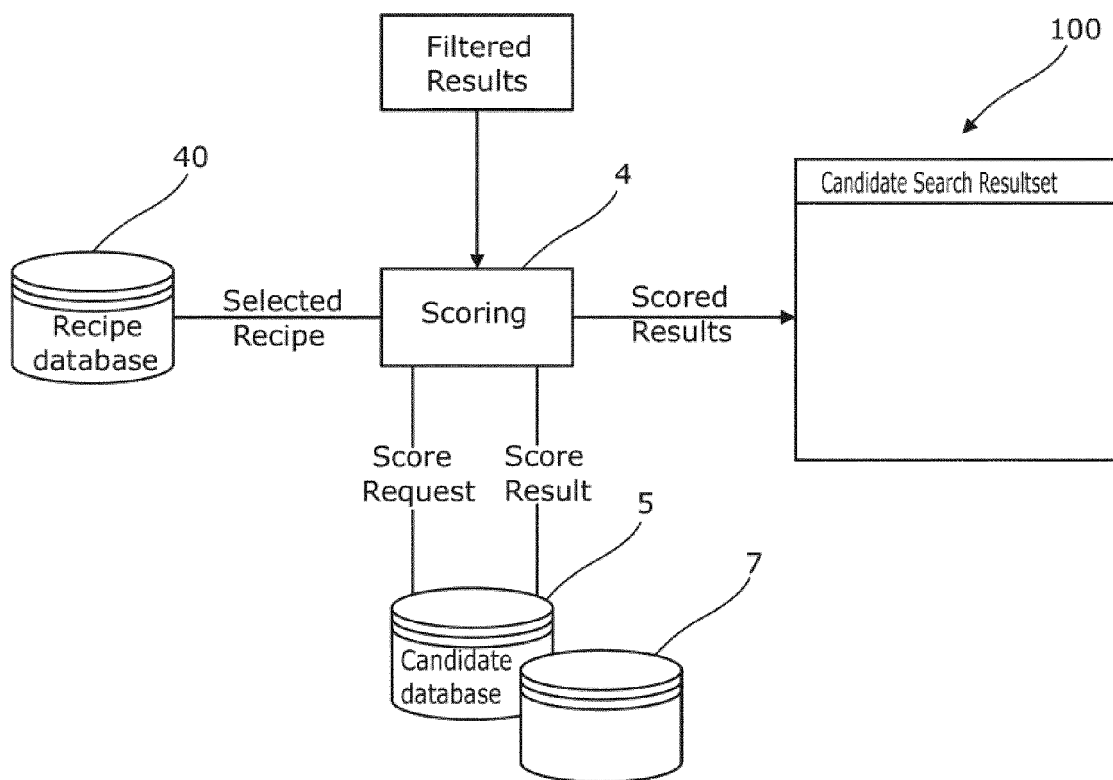 Filtered
Results
100
40
4
Candidate Search Resultset
Recipe
database
Selected
Recipe
Scoring
Scored
Results
Score
Request
Score
Result
5
7
Candidate
database